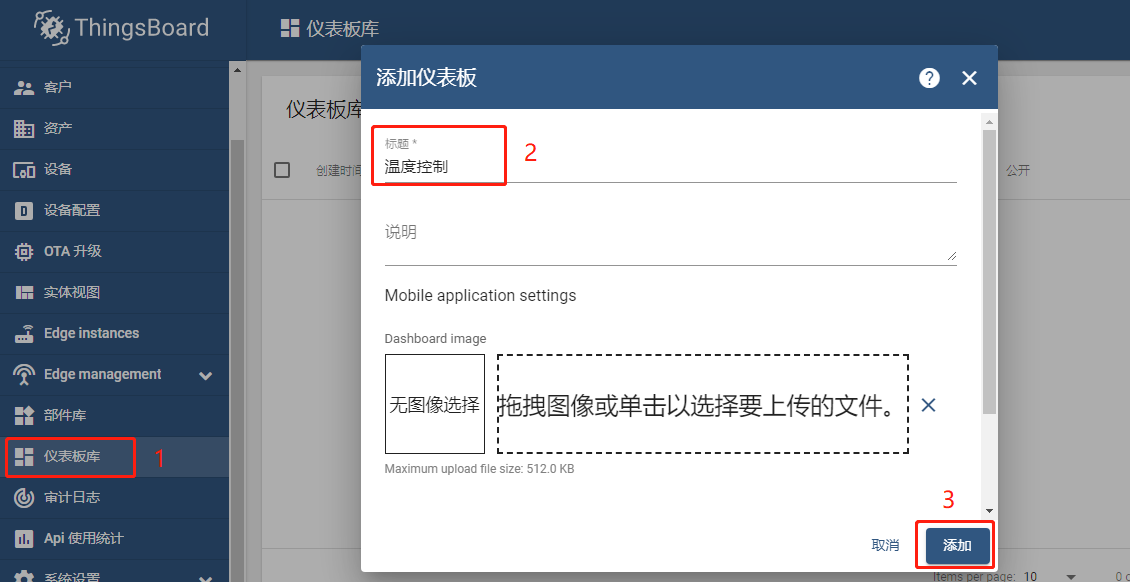 ThingsBoard
仪表板库
客户
资产
设备
设备配置
OTA 升级
实体视图
Edge instances
Edge management
部件库
仪表板库
1
审计日志
Api 使用统计
系统设置
仪表板库
创建时间
公开
添加仪表板
?
标题 *
温度控制
2
说明
Mobile application settings
Dashboard image
无图像选择
拖拽图像或单击以选择要上传的文件。
Maximum upload file size: 512.0 KB
3
取消
添加
Items per page: 10